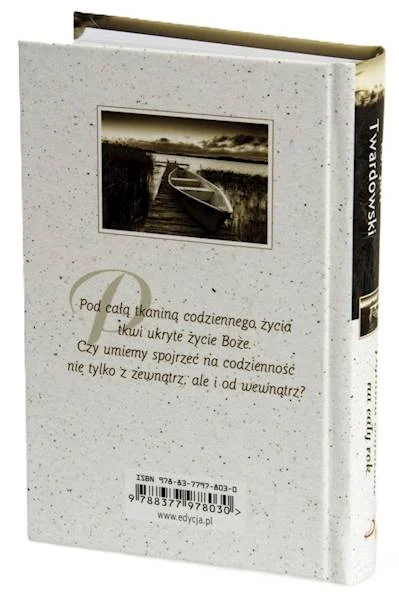 Pod całą tkaniną codziennego, życia
tkwi ukryte życie Boże.
Czy umiemy spojrzeć na codzienność
nie tylko z zewnątrz, ale i od wewnątrz?
ISBN 978-83-7797-803-0
9788377978030>
www.edycja.pl
Twardowski
na cały rok